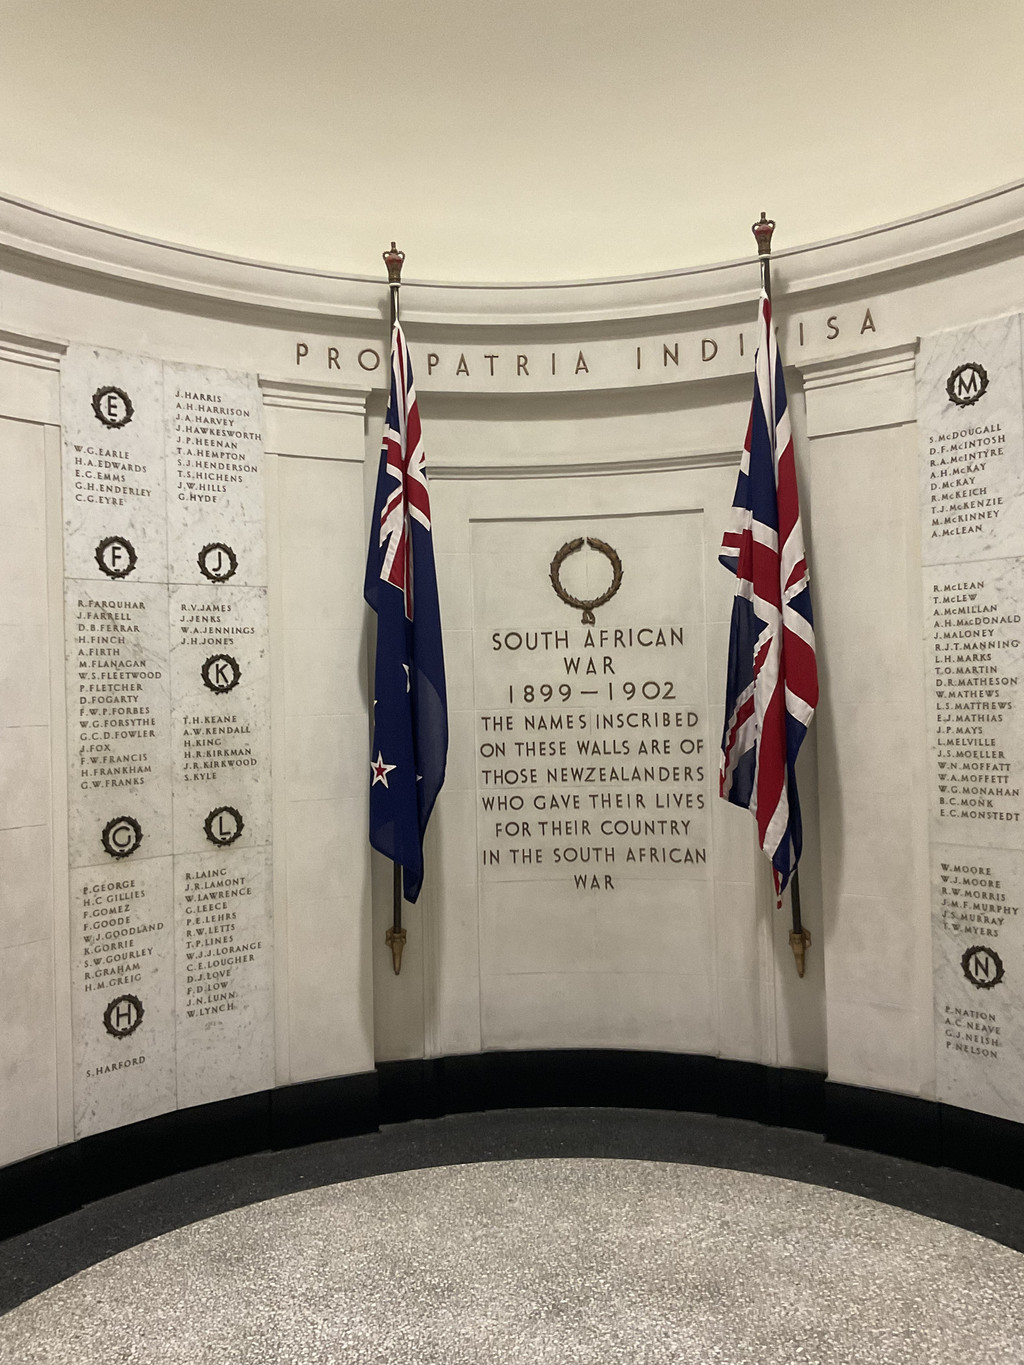 PRO PATRIA INDIVISA
E
W.G.EARLE
H.A.EDWARDS
E.G.EMMS
G.H.ENDERLEY
C.G.EYRE
F
R.FARQUHAR
J.FARRELL
D.B.FERRAR
H.FINCH
A.FIRTH
M.FLANAGAN
W.S.FLEETWOOD
P.FLETCHER
D.FOGARTY
F.W.P.FORBES
W.G.FORSYTHE
G.C.D.FOWLER
J.FOX
F.W.FRANCIS
H.FRANKHAM
G.W.FRANKS
G
P.GEORGE
H.C GILLIES
F.GOMEZ
F.GOODE
W.J.GOODLAND
K.GORRIE
S.W.GOURLEY
R.GRAHAM
H.M.GREIG
H
S.HARFORD
J.HARRIS
A.H.HARRISON
J.A.HARVEY
J.HAWKESWORTH
J.P.HEENAN
T.A.HEMPTON
S.J.HENDERSON
T.S.HICHENS
J.W.HILLS
G.HYDE
J
R.V.JAMES
J.JENKS
W.A.JENNINGS
J.H.JONES
K
T.H.KEANE
A.W.KENDALL
H.KING
H.R.KIRKMAN
J.R.KIRKWOOD
S.KYLE
L
R.LAING
J.R.LAMONT
W.LAWRENCE
G.LEECE
P.E.LEHRS
R.W.LETTS
T.P.LINES
W.J.J.LORANGE
C.E.LOUGHER
D.J.LOVE
F.D.LOW
J.N.LUNN
W.LYNCH
SOUTH AFRICAN
WAR
1899–1902
THE NAMES INSCRIBED
ON THESE WALLS ARE OF
THOSE NEWZEALANDERS
WHO GAVE THEIR LIVES
FOR THEIR COUNTRY
IN THE SOUTH AFRICAN
WAR
M
S.McDOUGALL
D.F.McINTOSH
R.A.McINTYRE
A.H.McKAY
D.McKAY
R.McKEICH
T.J.McKENZIE
M.McKINNEY
A.McLEAN
R.McLEAN
T.McLEW
A.McMILLAN
A.H.MacDONALD
J.MALONEY
R.J.T.MANNING
L.H.MARKS
T.O.MARTIN
D.R.MATHESON
W.MATHEWS
L.S.MATTHEWS
E.J.MATHIAS
J.P.MAYS
L.MELVILLE
J.S.MOELLER
W.N.MOFFATT
W.A.MOFFETT
W.G.MONAHAN
B.C.MONK
E.C.MONSTEDT
W.MOORE
W.J.MOORE
R.W.MORRIS
J.M.F.MURPHY
J.S.MURRAY
T.W.MYERS
N
P.NATION
A.C.NEAVE
G.J.NEISH
P.NELSON